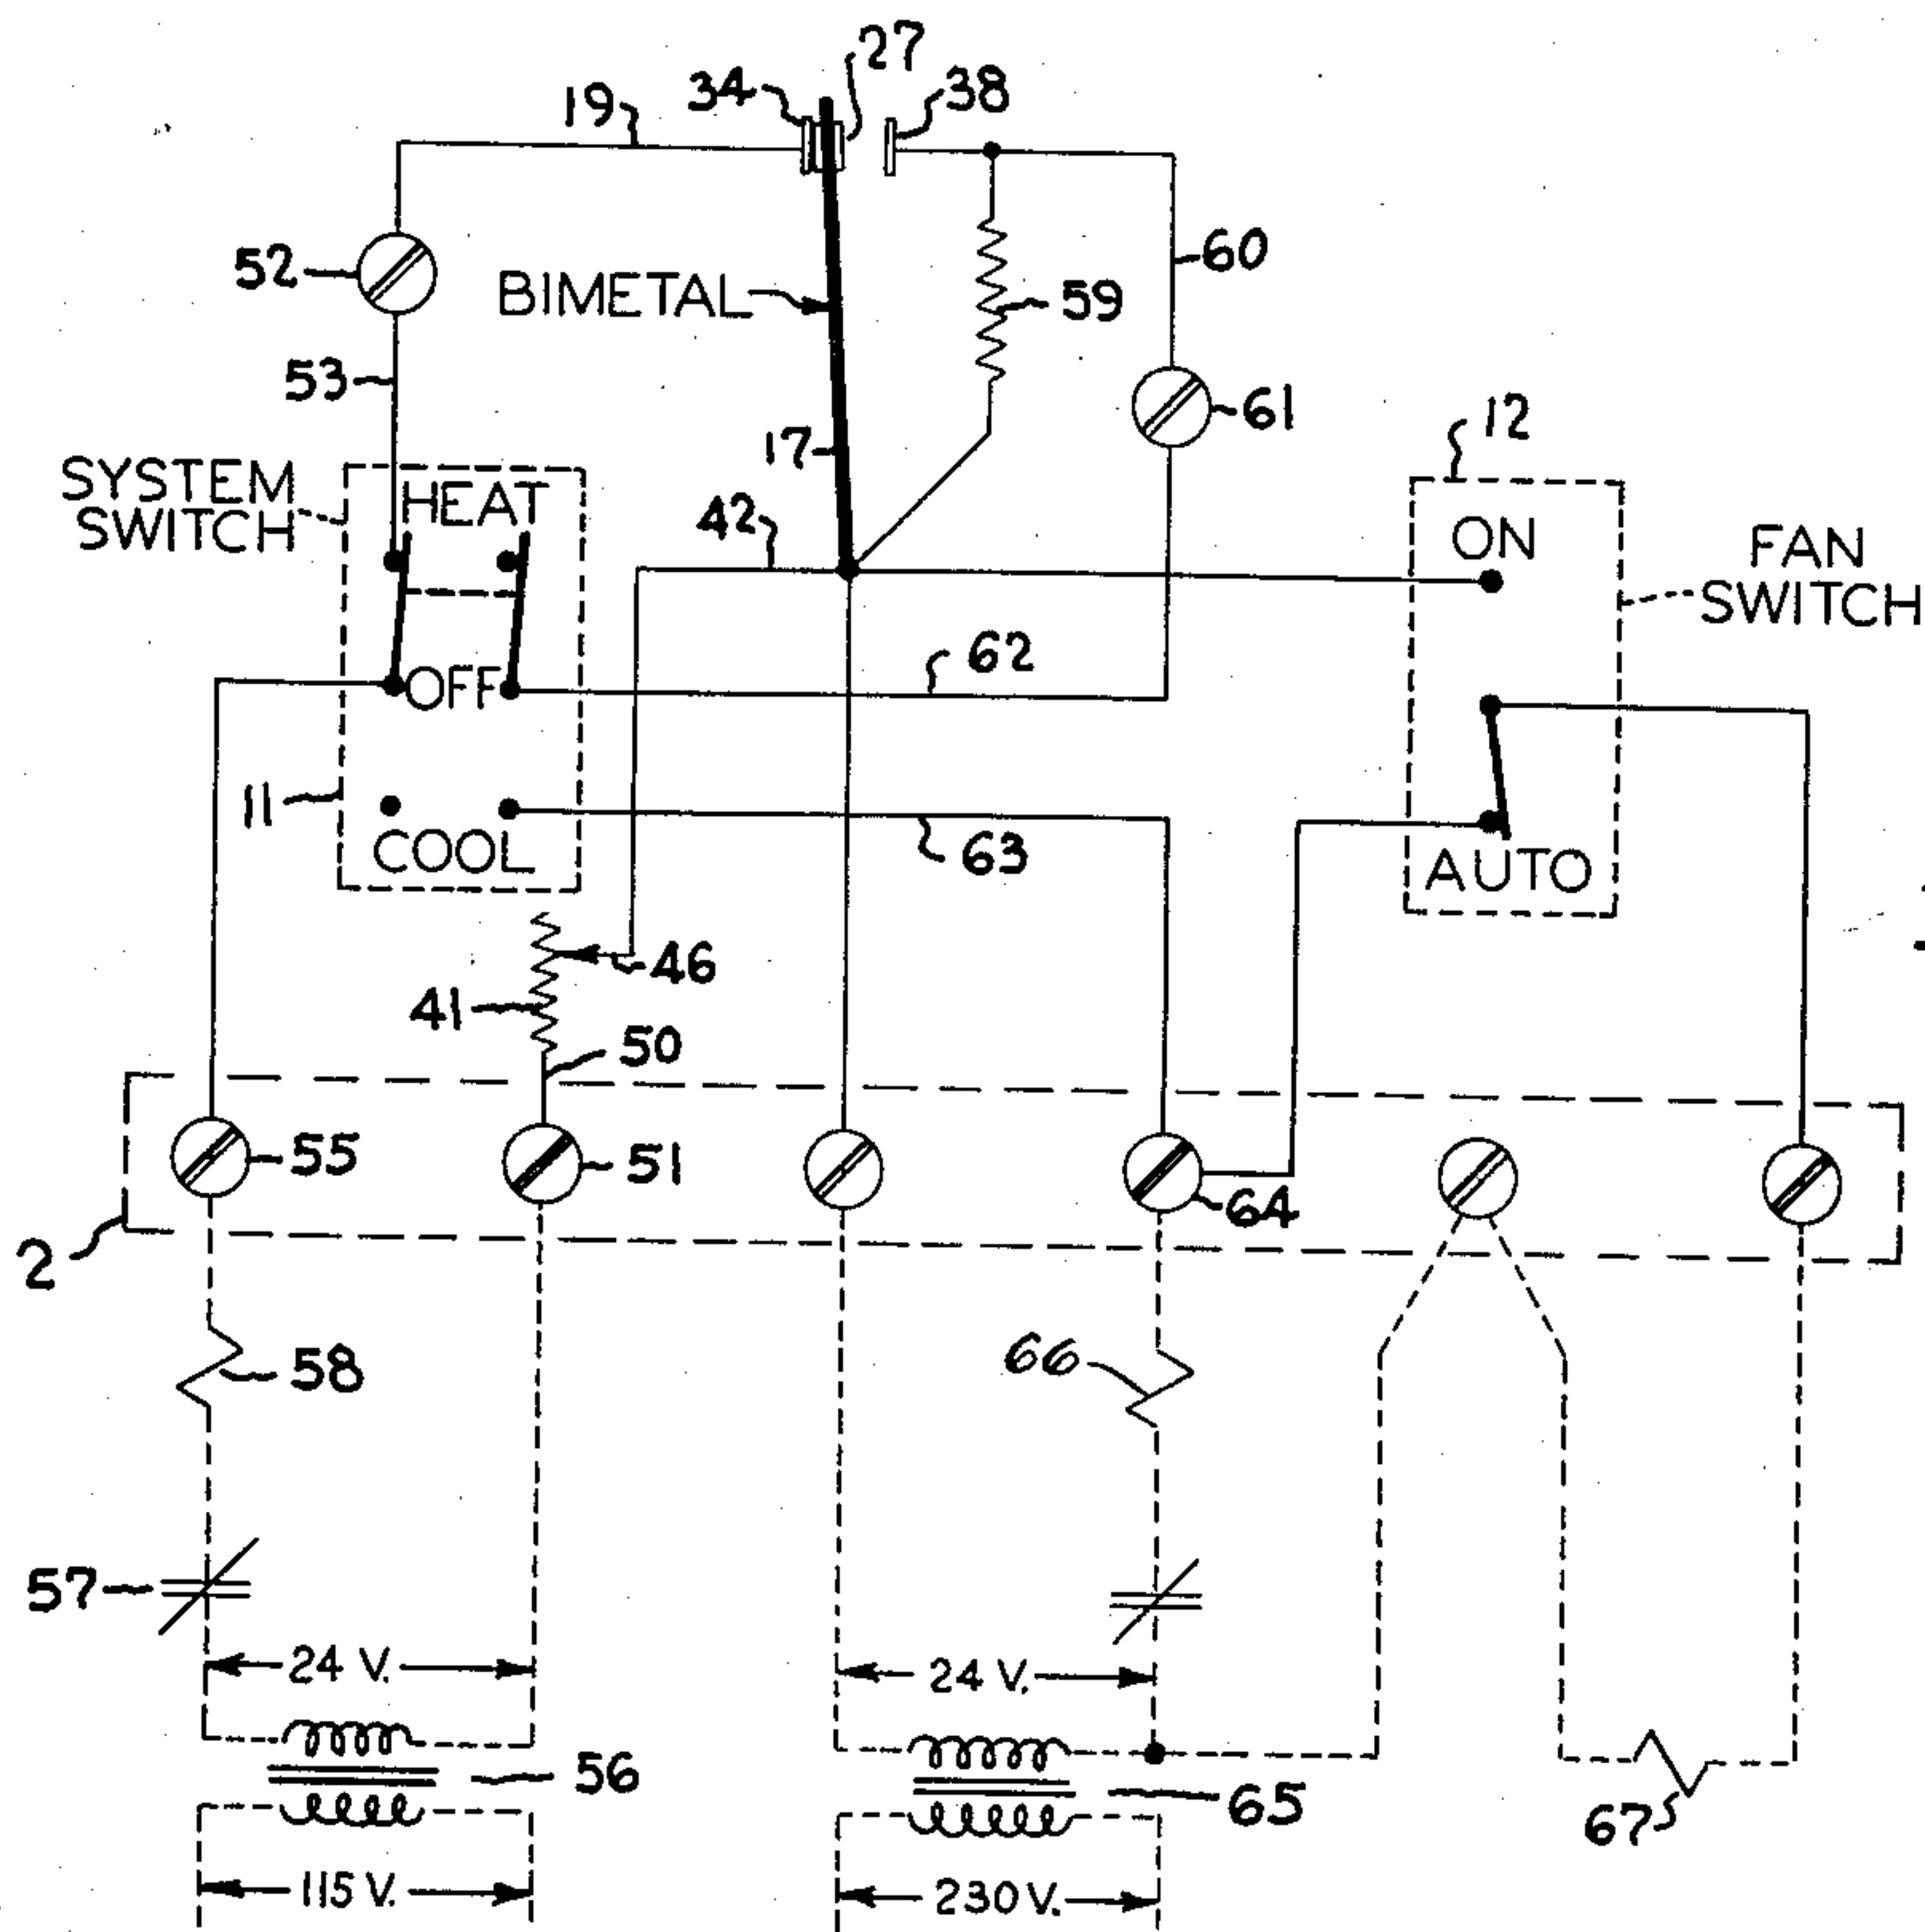 27
34
38
19
52
BIMETAL
60
59
53
61
12
17
SYSTEM
SWITCH
HEAT
42
ON
FAN
SWITCH
62
OFF
11
COOL
63
AUTO
46
41
50
55
51
64
2
58
66
57
24 V.
24 V.
56
65
67
115 V.
230 V.